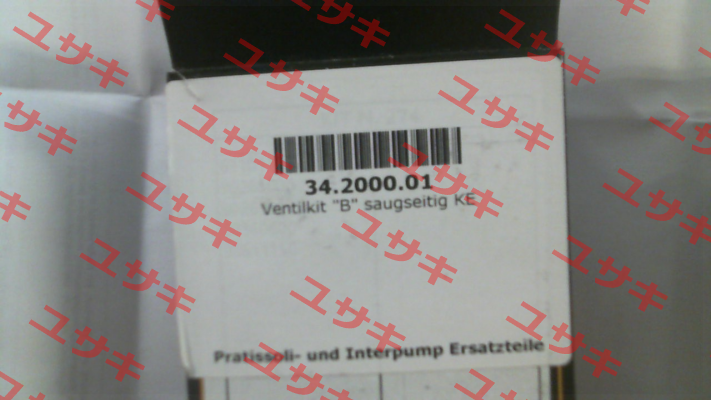 34.2000.01
Ventilkit "B" saugseitig KE
Pratissoli- und Interpump Ersatzteile
ユサキ